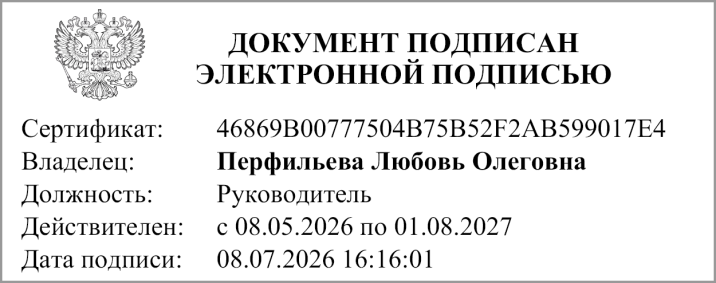 ДОКУМЕНТ ПОДПИСАН
ЭЛЕКТРОННОЙ ПОДПИСЬЮ
Сертификат: 46869B00777504B75B52F2AB599017E4
Владелец: Перфильева Любовь Олеговна
Должность: Руководитель
Действителен: с 08.05.2026 по 01.08.2027
Дата подписи: 08.07.2026 16:16:01